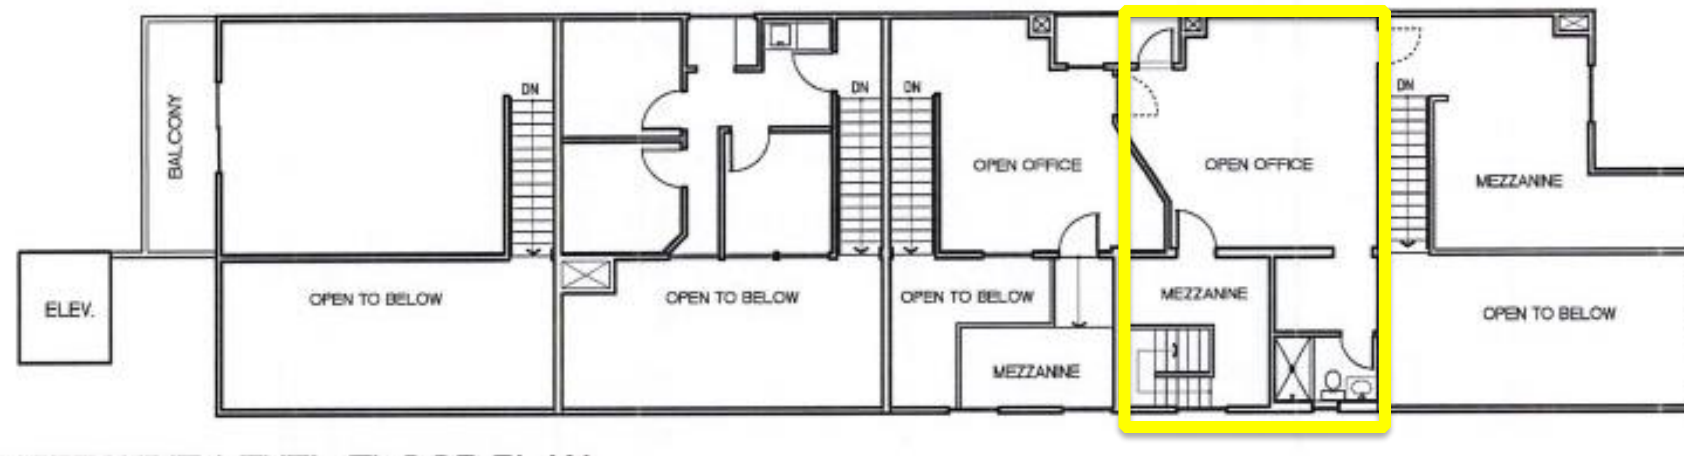 DN
DN
DN
DN
BALCONY
OPEN OFFICE
OPEN OFFICE
MEZZANINE
ELEV.
OPEN TO BELOW
OPEN TO BELOW
OPEN TO BELOW
MEZZANINE
OPEN TO BELOW
MEZZANINE